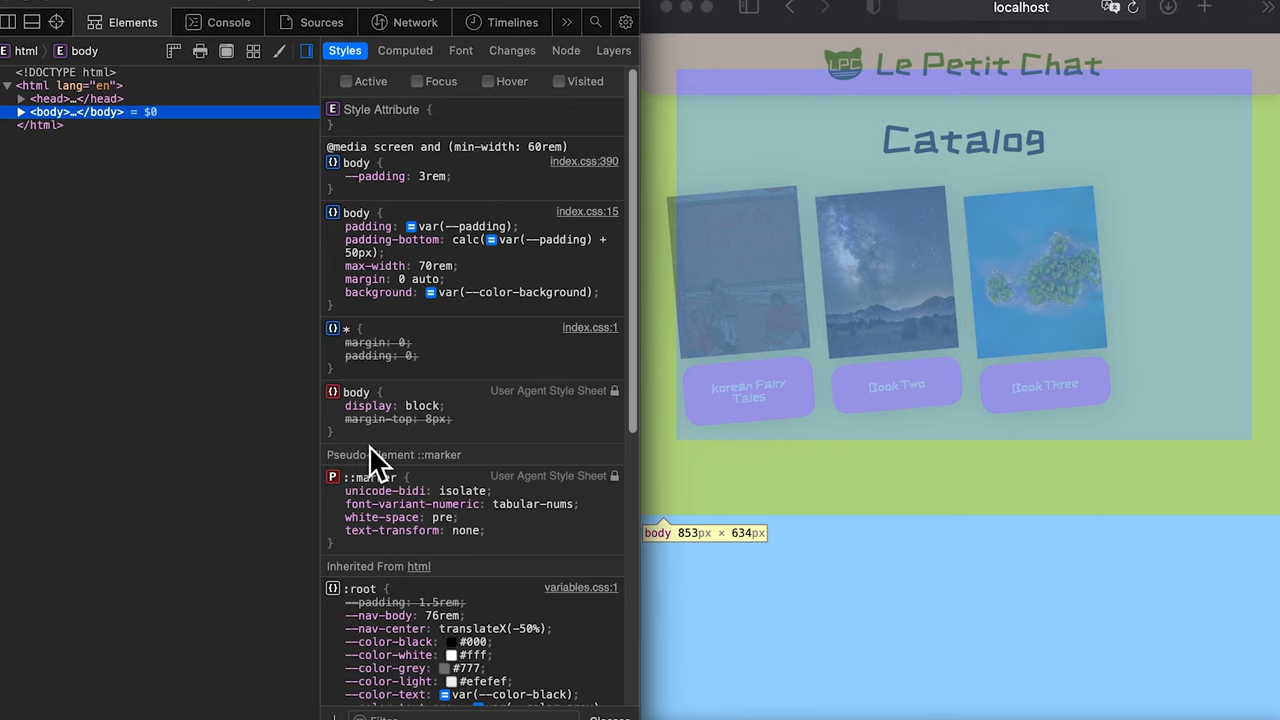 Elements
Console
Sources
Network
Timelines
html
body
Styles
Computed
Font
Changes
Node
Layers
<!DOCTYPE html>
<html lang="en">
<head>…</head>
<body>…</body> = $0
</html>
Active
Focus
Hover
Visited
E Style Attribute {
}
@media screen and (min-width: 60rem)
body {
index.css:390
--padding: 3rem;
}
body {
index.css:15
padding: var(--padding);
padding-bottom: calc(var(--padding) +
50px);
max-width: 70rem;
margin: 0 auto;
background: var(--color-background);
}
* {
index.css:1
margin: 0;
padding: 0;
}
body {
User Agent Style Sheet
display: block;
margin-top: 8px;
}
Pseudo-Element ::marker
P
User Agent Style Sheet
unicode-bidi: isolate;
font-variant-numeric: tabular-nums;
white-space: pre;
text-transform: none;
}
Inherited From html
:root {
variables.css:1
--padding: 1.5rem;
--nav-body: 76rem;
--nav-center: translateX(-50%);
--color-black: #000;
--color-white: #fff;
--color-grey: #777;
--color-light: #efefef;
--color-text: var(--color-black);
localhost
LPC Le Petit Chat
Catalog
Korean Fairy
Tales
Book Two
Book Three
body 853px × 634px